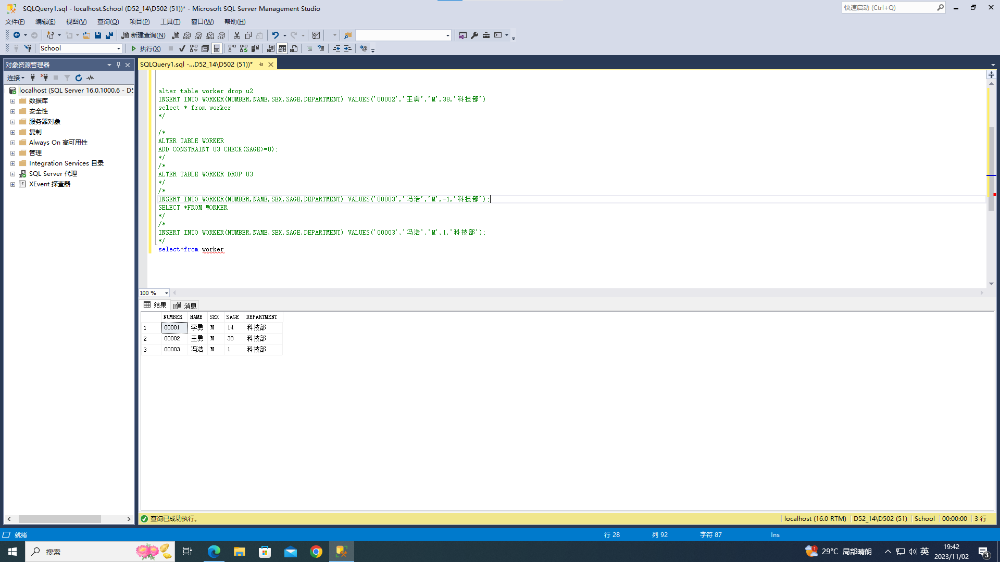 SQLQuery1.sql - localhost.School (D52_14\D502 (51))* - Microsoft SQL Server Management Studio
快速启动 (Ctrl+Q)
文件(F) 编辑(E) 视图(V) 查询(Q) 项目(P) 工具(T) 窗口(W) 帮助(H)
新建查询(N) MDX DMX XMLA DAX
School 执行(X)
对象资源管理器
连接
localhost (SQL Server 16.0.1000.6 - D5
数据库
安全性
服务器对象
复制
Always On 高可用性
管理
Integration Services 目录
SQL Server 代理
XEvent 探查器
SQLQuery1.sql -...D52_14\D502 (51))*
alter table worker drop u2
INSERT INTO WORKER(NUMBER,NAME,SEX,SAGE,DEPARTMENT) VALUES('00002','王勇','M',38,'科技部')
select * from worker
*/
/*
ALTER TABLE WORKER
ADD CONSTRAINT U3 CHECK(SAGE>=0);
*/
/*
ALTER TABLE WORKER DROP U3
*/
/*
INSERT INTO WORKER(NUMBER,NAME,SEX,SAGE,DEPARTMENT) VALUES('00003','冯浩','M',-1,'科技部');
SELECT *FROM WORKER
*/
/*
INSERT INTO WORKER(NUMBER,NAME,SEX,SAGE,DEPARTMENT) VALUES('00003','冯浩','M',1,'科技部');
*/
select*from worker
100 %
结果 消息
NUMBER NAME SEX SAGE DEPARTMENT
1 00001 李勇 M 14 科技部
2 00002 王勇 M 38 科技部
3 00003 冯浩 M 1 科技部
查询已成功执行。 localhost (16.0 RTM) D52_14\D502 (51) School 00:00:00 3 行
就绪 行 28 列 92 字符 87 Ins
搜索 1 29°C 局部晴朗 英 19:42 3
2023/11/02